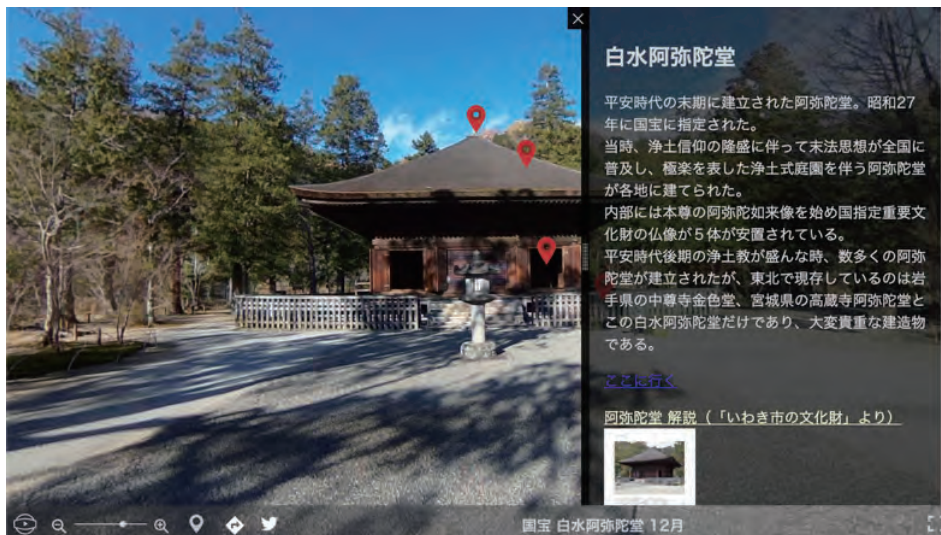 白水阿弥陀堂
平安時代の末期に建立された阿弥陀堂。昭和27
年に国宝に指定された。
当時、浄土信仰の隆盛に伴って末法思想が全国に
普及し、極楽を表した浄土式庭園を伴う阿弥陀堂
が各地に建てられた。
内部には本尊の阿弥陀如来像を始め国指定重要文
化財の仏像が5体が安置されている。
平安時代後期の浄土教が盛んな時、数多くの阿弥
陀堂が建立されたが、東北で現存しているのは岩
手県の中尊寺金色堂、宮城県の高蔵寺阿弥陀堂と
この白水阿弥陀堂だけであり、大変貴重な建造物
である。
ここに行く
阿弥陀堂 解説（「いわき市の文化財」より）
国宝 白水阿弥陀堂 12月